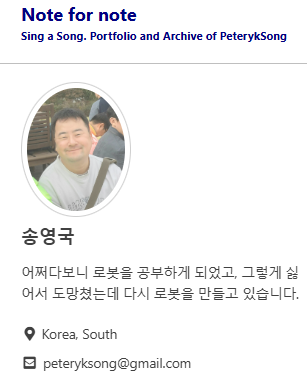 Note for note
Sing a Song. Portfolio and Archive of PeterykSong
송영국
어쩌다보니 로봇을 공부하게 되었고, 그렇게 싫
어서 도망쳤는데 다시 로봇을 만들고 있습니다.
Korea, South
peteryksong@gmail.com